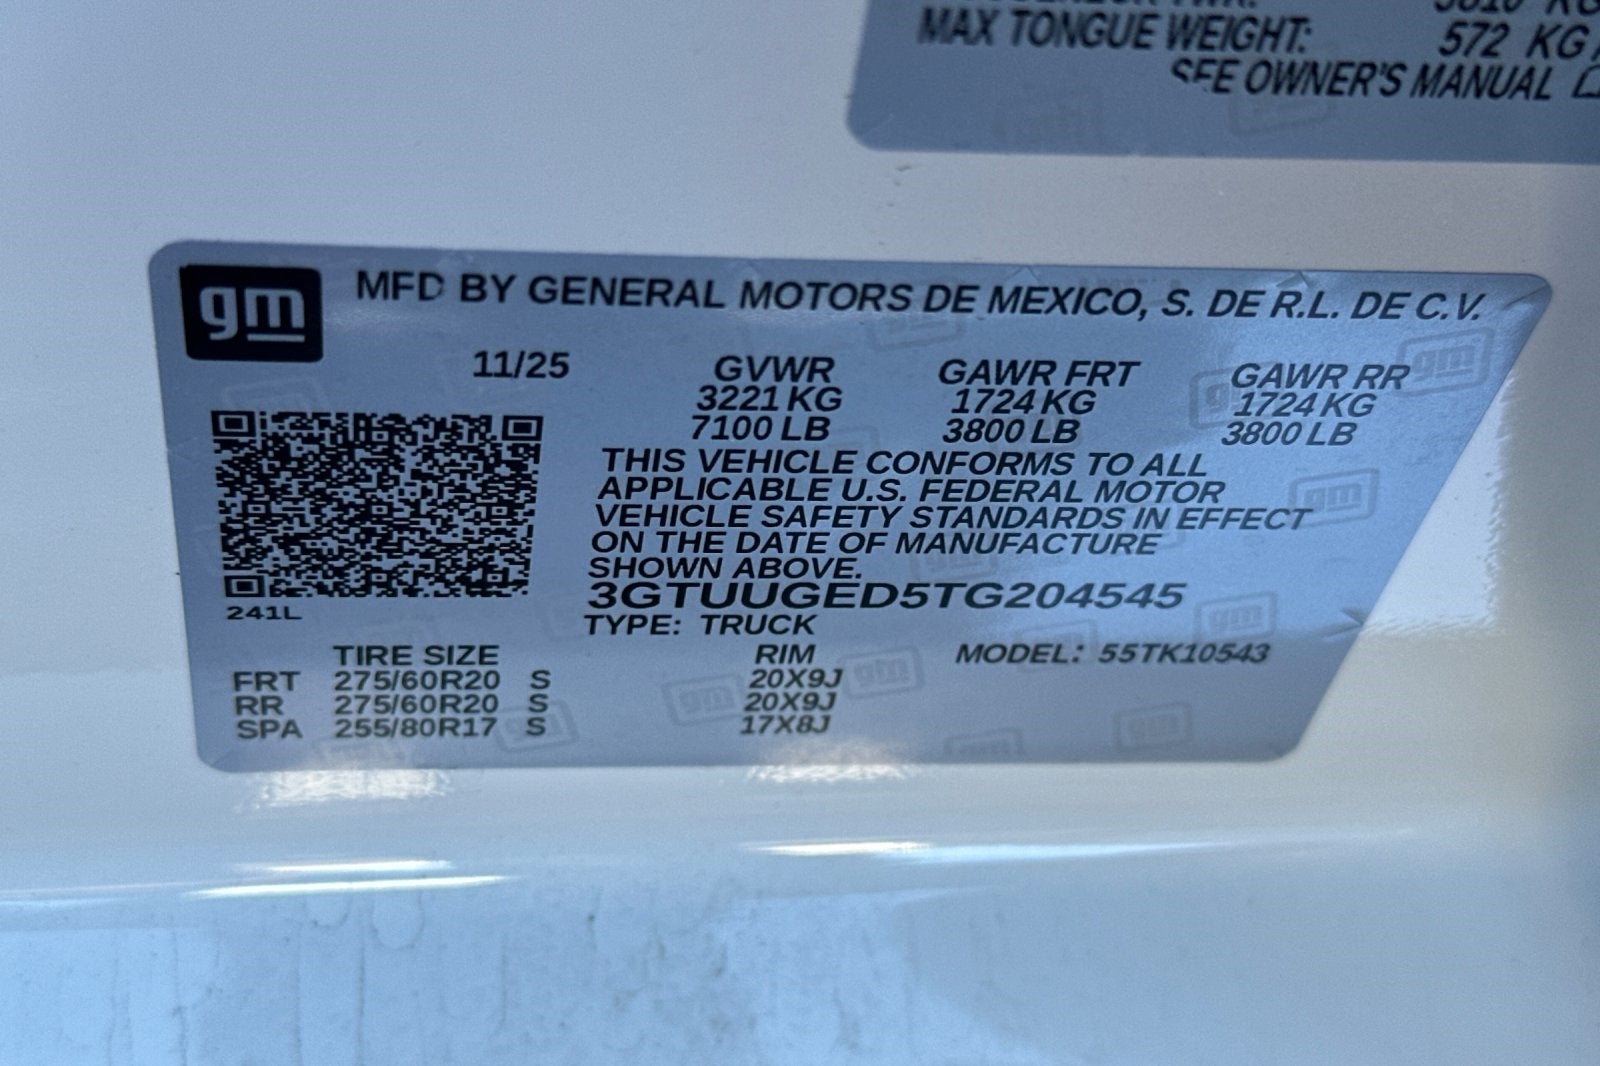 MAX TONGUE WEIGHT: 572 KG
SEE OWNER'S MANUAL
gm
MFD BY GENERAL MOTORS DE MEXICO, S. DE R.L. DE C.V.
11/25 GVWR GAWR FRT GAWR RR
3221 KG 1724 KG 1724 KG
7100 LB 3800 LB 3800 LB
THIS VEHICLE CONFORMS TO ALL
APPLICABLE U.S. FEDERAL MOTOR
VEHICLE SAFETY STANDARDS IN EFFECT
ON THE DATE OF MANUFACTURE
SHOWN ABOVE.
3GTUUGED5TG204545
241L
TYPE: TRUCK
TIRE SIZE RIM MODEL: 55TK10543
FRT 275/60R20 S 20X9J
RR 275/60R20 S 20X9J
SPA 255/80R17 S 17X8J